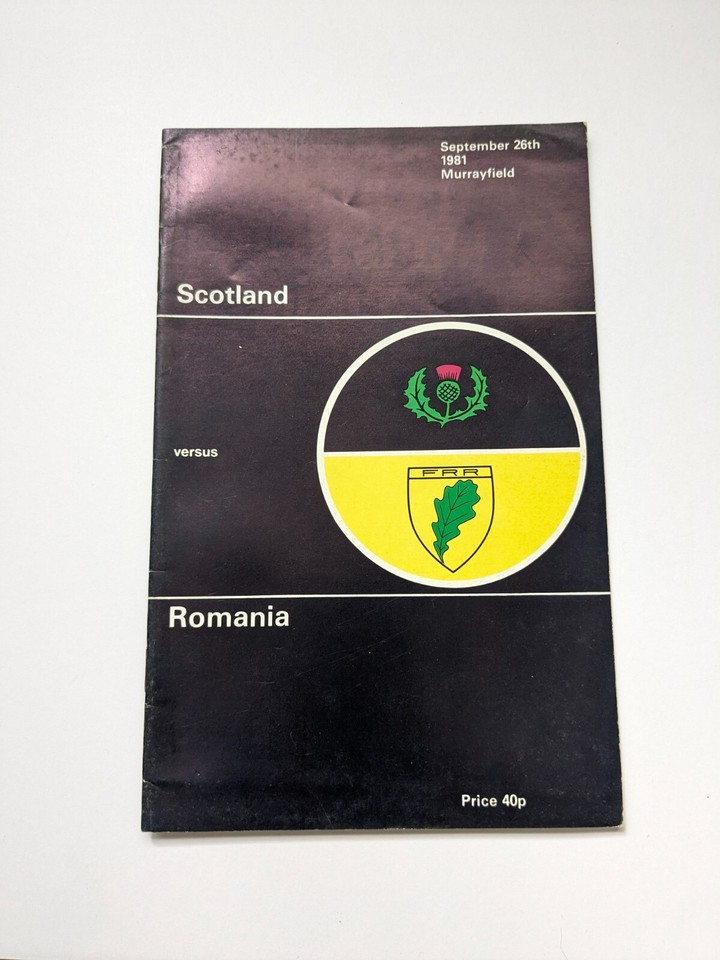 September 26th
1981
Murrayfield
Scotland
versus
FRR
Romania
Price 40p